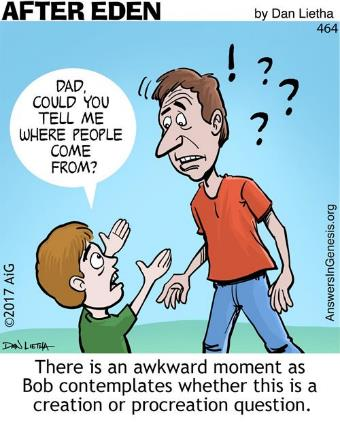 AFTER EDEN
by Dan Lietha
464
DAD,
COULD YOU
TELL ME
WHERE PEOPLE
COME
FROM?
! ? ? ?
©2017 AiG
AnswersInGenesis.org
DAN LIETHA
There is an awkward moment as
Bob contemplates whether this is a
creation or procreation question.